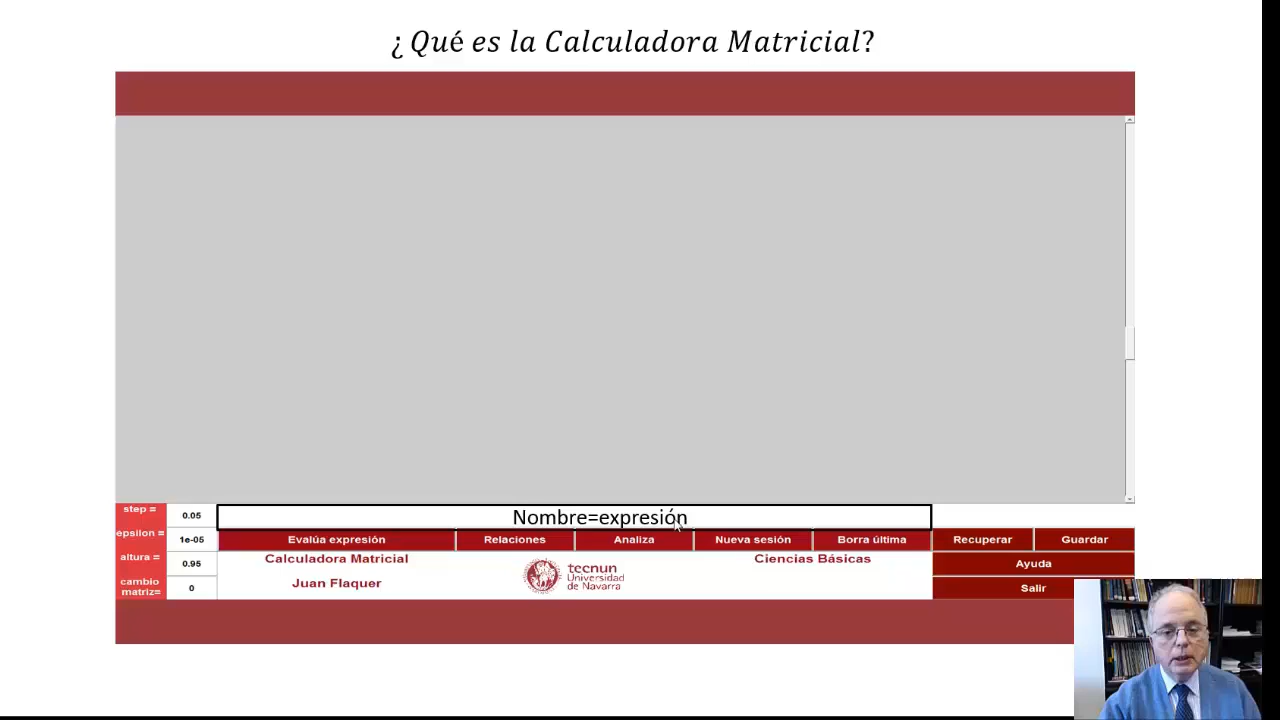 ¿ Qué es la Calculadora Matricial?
step =
0.05
Nombre=expresión
epsilon =
1e-05
Evalúa expresión
Relaciones
Analiza
Nueva sesión
Borra última
Recuperar
Guardar
altura =
0.95
Calculadora Matricial
Ciencias Básicas
Ayuda
cambio
matriz=
0
Juan Flaquer
tecnun
Universidad
de Navarra
Salir